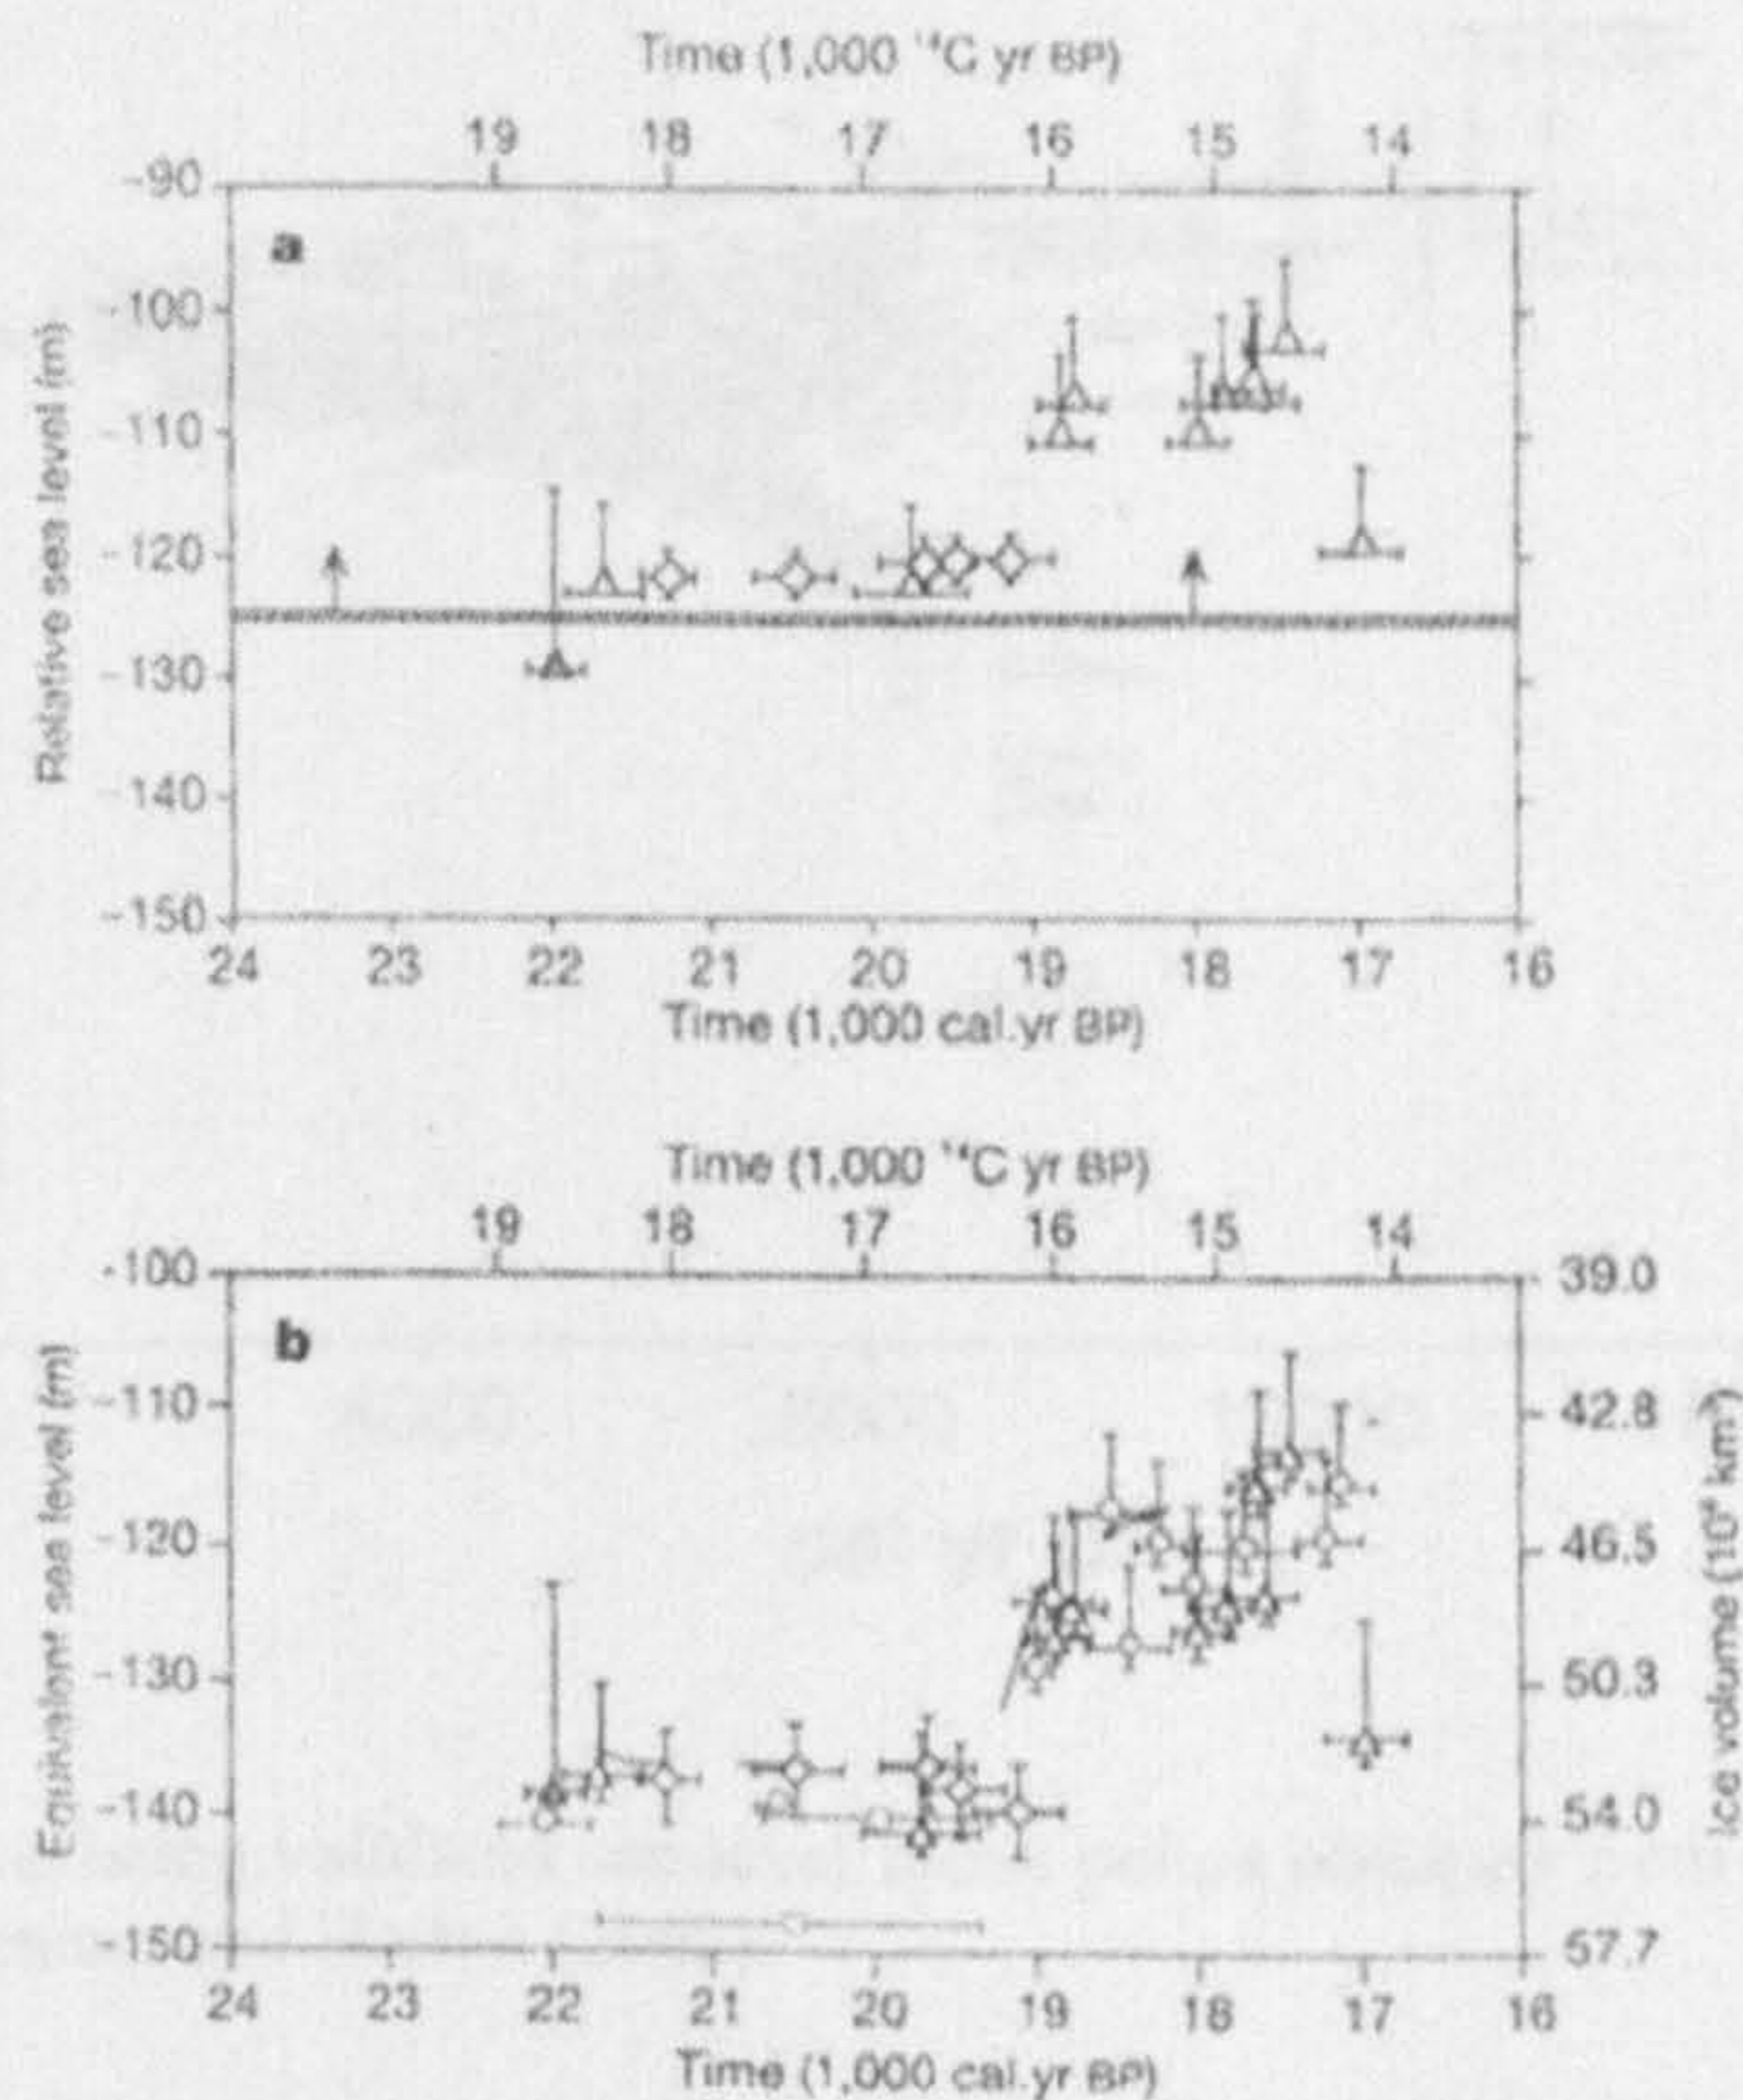 Time (1,000 ¹⁴C yr BP)
19 18 17 16 15 14
-90
a
-100
-110
-120
-130
-140
-150
Relative sea level (m)
24 23 22 21 20 19 18 17 16
Time (1,000 cal.yr BP)
Time (1,000 ¹⁴C yr BP)
19 18 17 16 15 14
-100 39.0
b
-110 42.8
-120 46.5
-130 50.3
-140 54.0
-150 57.7
Equivalent sea level (m)
Ice volume (10⁶ km³)
24 23 22 21 20 19 18 17 16
Time (1,000 cal.yr BP)